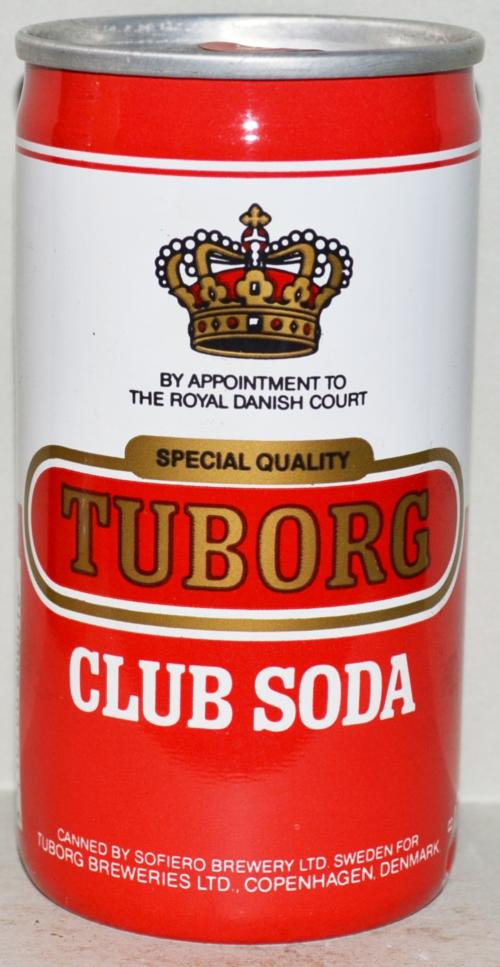 BY APPOINTMENT TO
THE ROYAL DANISH COURT
SPECIAL QUALITY
TUBORG
CLUB SODA
CANNED BY SOFIERO BREWERY LTD. SWEDEN FOR
TUBORG BREWERIES LTD., COPENHAGEN, DENMARK.